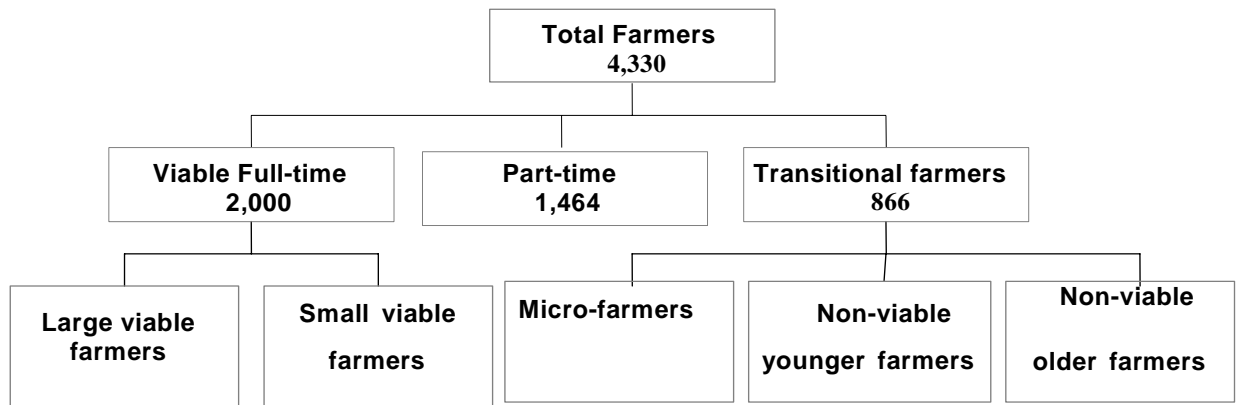 Total Farmers
4,330
Viable Full-time
2,000
Part-time
1,464
Transitional farmers
866
Large viable
farmers
Small viable
farmers
Micro-farmers
Non-viable
younger farmers
Non-viable
older farmers